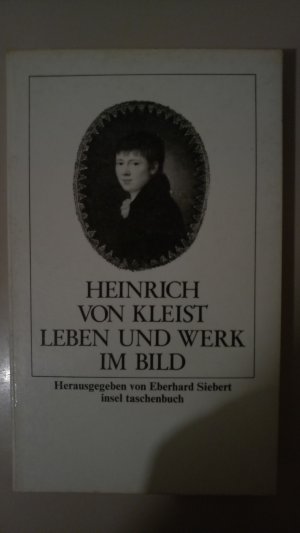 HEINRICH
VON KLEIST
LEBEN UND WERK
IM BILD
Herausgegeben von Eberhard Siebert
insel taschenbuch